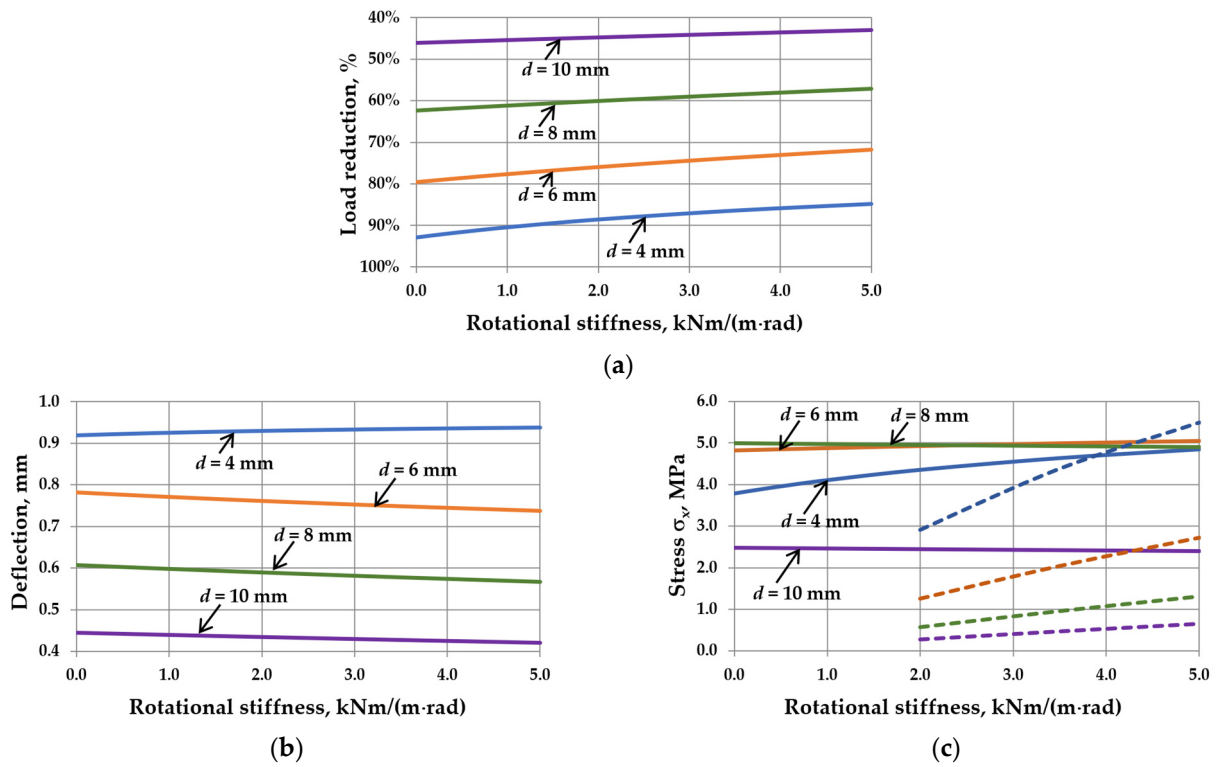 Load reduction, %
40%
50%
60%
70%
80%
90%
100%
d = 10 mm
d = 8 mm
d = 6 mm
d = 4 mm
0.0 1.0 2.0 3.0 4.0 5.0
Rotational stiffness, kNm/(m·rad)
(a)
Deflection, mm
1.0
0.9
0.8
0.7
0.6
0.5
0.4
d = 4 mm
d = 6 mm
d = 8 mm
d = 10 mm
0.0 1.0 2.0 3.0 4.0 5.0
Rotational stiffness, kNm/(m·rad)
(b)
Stress σx, MPa
6.0
5.0
4.0
3.0
2.0
1.0
0.0
d = 6 mm
d = 8 mm
d = 4 mm
d = 10 mm
0.0 1.0 2.0 3.0 4.0 5.0
Rotational stiffness, kNm/(m·rad)
(c)